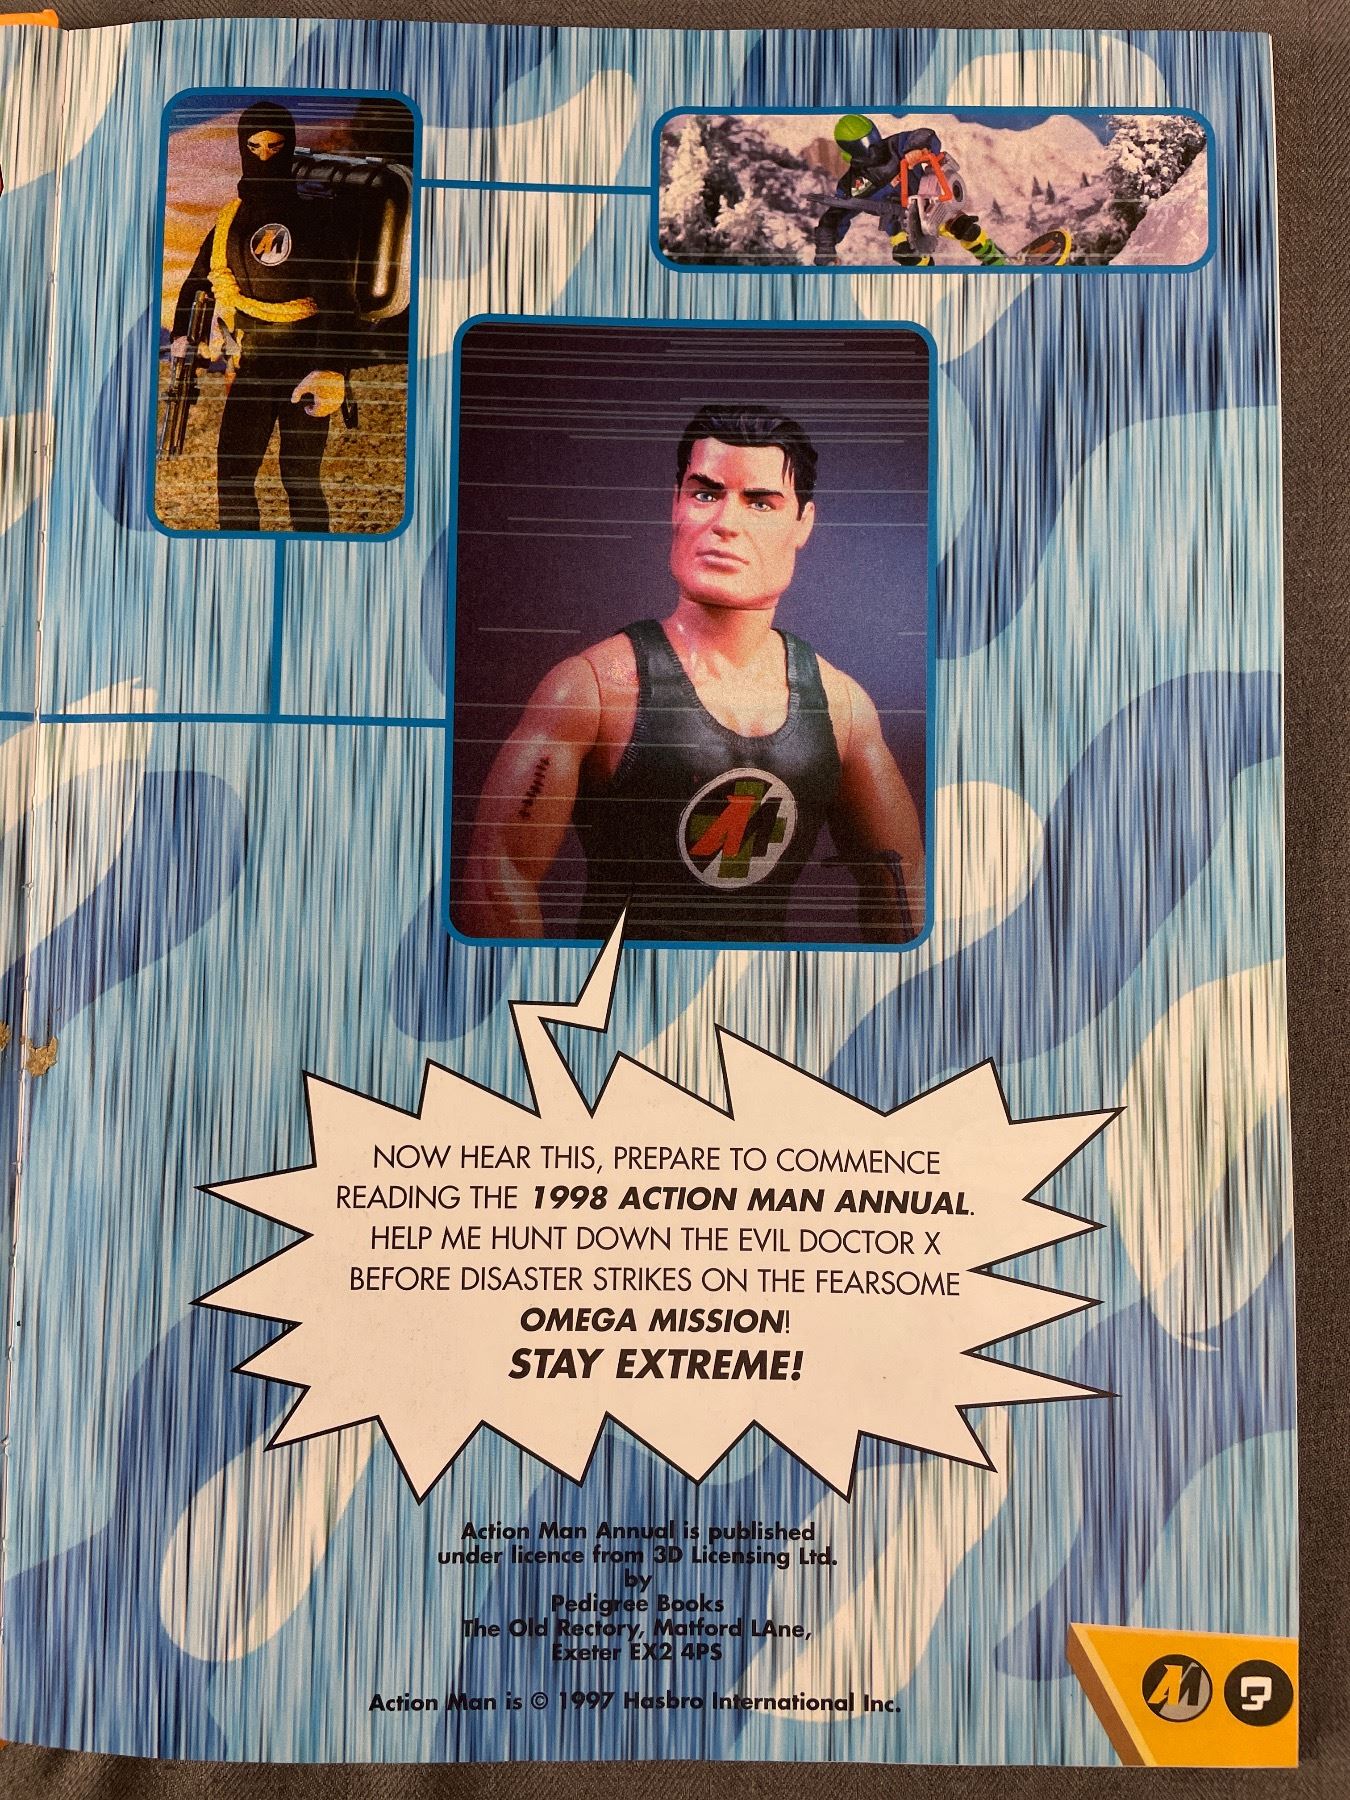 NOW HEAR THIS, PREPARE TO COMMENCE
READING THE 1998 ACTION MAN ANNUAL.
HELP ME HUNT DOWN THE EVIL DOCTOR X
BEFORE DISASTER STRIKES ON THE FEARSOME
OMEGA MISSION!
STAY EXTREME!
Action Man Annual is published
under licence from 3D Licensing Ltd.
by
Pedigree Books
The Old Rectory, Matford LAne,
Exeter EX2 4PS
Action Man is © 1997 Hasbro International Inc.
AM 3